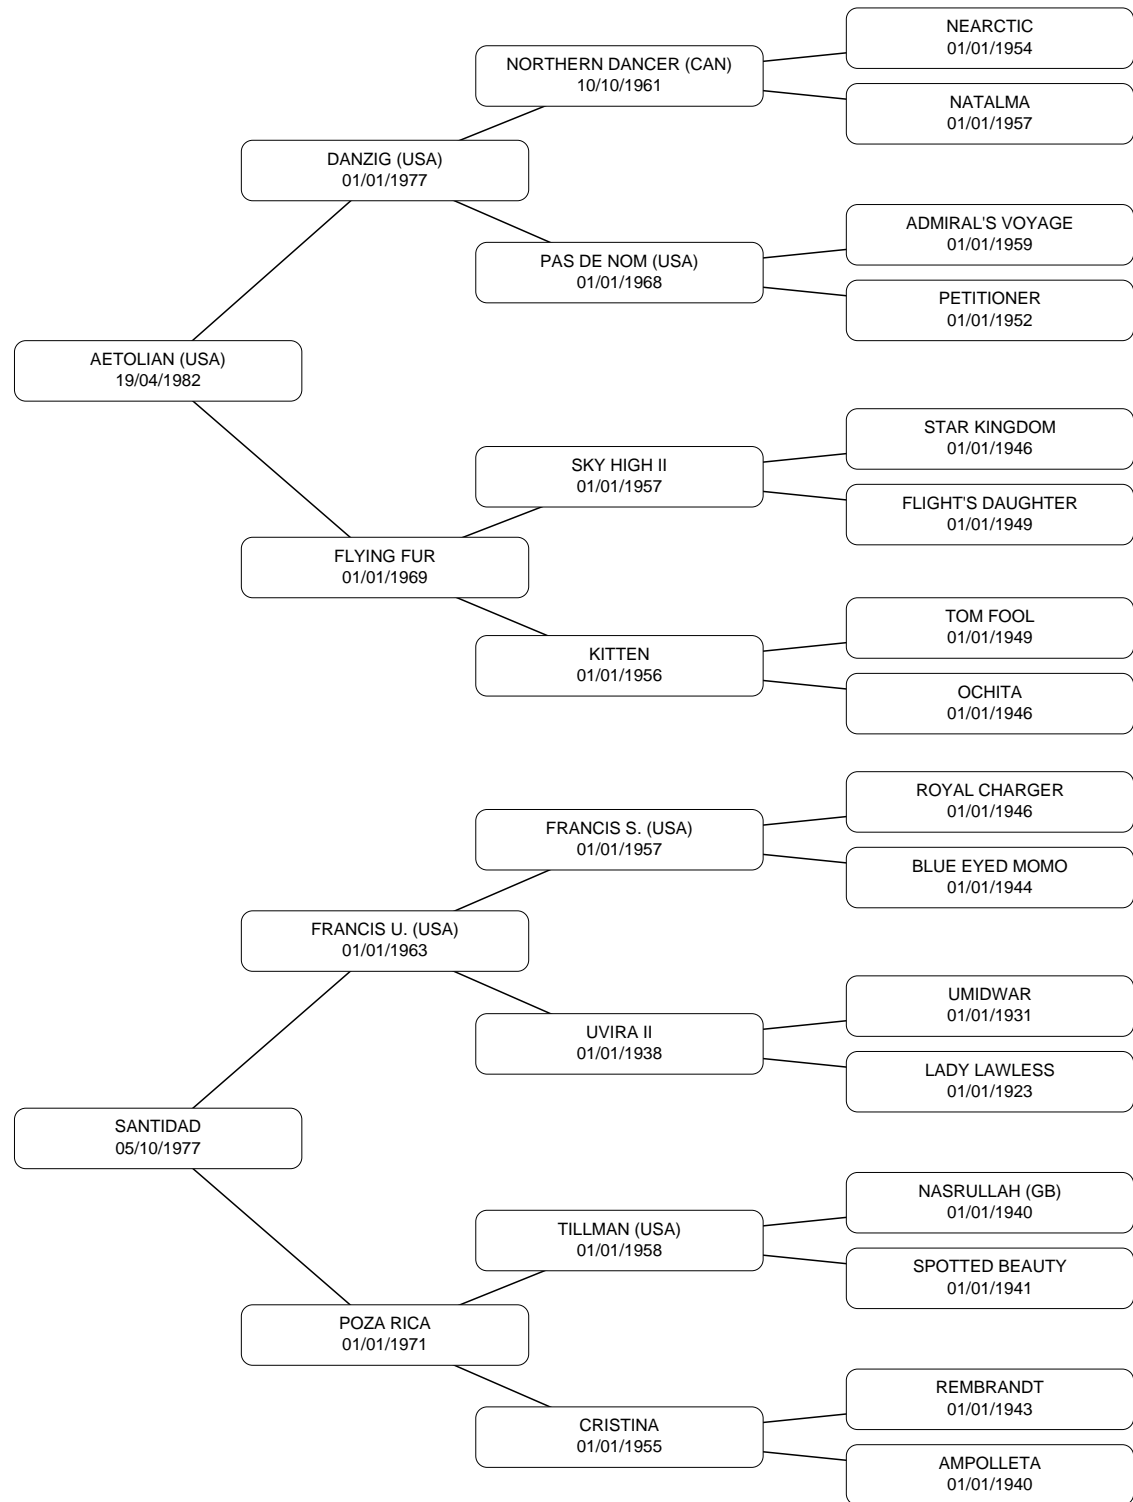 NEARCTIC
01/01/1954
NORTHERN DANCER (CAN)
10/10/1961
NATALMA
01/01/1957
DANZIG (USA)
01/01/1977
ADMIRAL'S VOYAGE
01/01/1959
PAS DE NOM (USA)
01/01/1968
PETITIONER
01/01/1952
AETOLIAN (USA)
19/04/1982
STAR KINGDOM
01/01/1946
SKY HIGH II
01/01/1957
FLIGHT'S DAUGHTER
01/01/1949
FLYING FUR
01/01/1969
TOM FOOL
01/01/1949
KITTEN
01/01/1956
OCHITA
01/01/1946
ROYAL CHARGER
01/01/1946
FRANCIS S. (USA)
01/01/1957
BLUE EYED MOMO
01/01/1944
FRANCIS U. (USA)
01/01/1963
UMIDWAR
01/01/1931
UVIRA II
01/01/1938
LADY LAWLESS
01/01/1923
SANTIDAD
05/10/1977
NASRULLAH (GB)
01/01/1940
TILLMAN (USA)
01/01/1958
SPOTTED BEAUTY
01/01/1941
POZA RICA
01/01/1971
REMBRANDT
01/01/1943
CRISTINA
01/01/1955
AMPOLLETA
01/01/1940